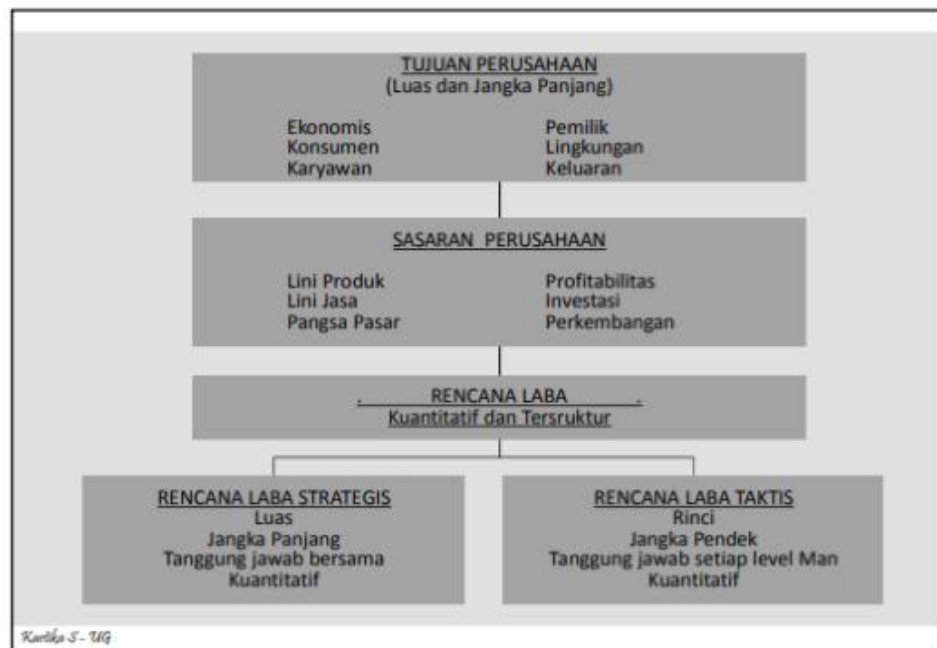 TUJUAN PERUSAHAAN
(Luas dan Jangka Panjang)
Ekonomis
Konsumen
Karyawan
Pemilik
Lingkungan
Keluaran
SASARAN PERUSAHAAN
Lini Produk
Lini Jasa
Pangsa Pasar
Profitabilitas
Investasi
Perkembangan
. RENCANA LABA .
Kuantitatif dan Tersruktur
RENCANA LABA STRATEGIS
Luas
Jangka Panjang
Tanggung jawab bersama
Kuantitatif
RENCANA LABA TAKTIS
Rinci
Jangka Pendek
Tanggung jawab setiap level Man
Kuantitatif
Kartika S - UG